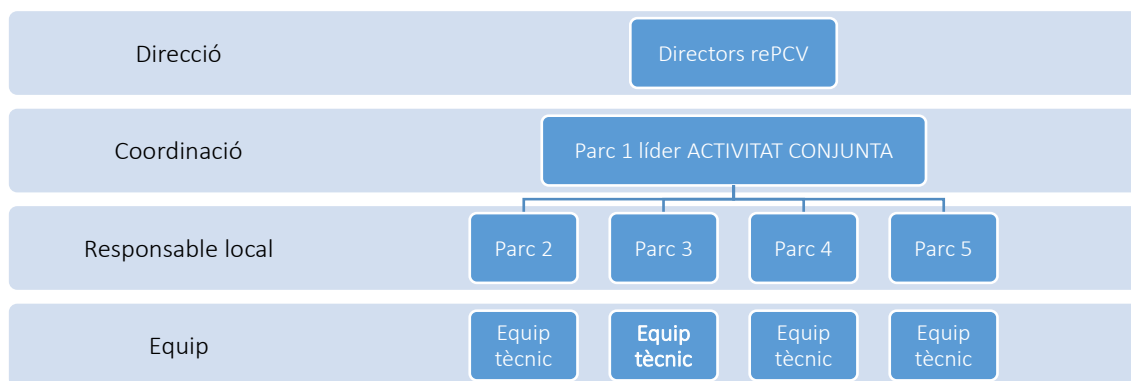 Direcció
Directors rePCV
Coordinació
Parc 1 líder ACTIVITAT CONJUNTA
Responsable local
Parc 2
Parc 3
Parc 4
Parc 5
Equip
Equip
tècnic
Equip
tècnic
Equip
tècnic
Equip
tècnic